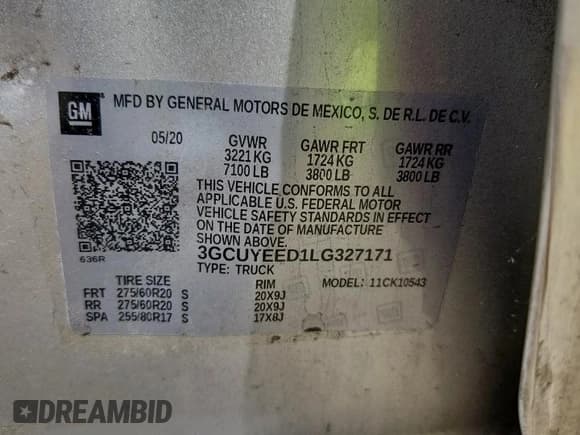 GM
MFD BY GENERAL MOTORS DE MEXICO, S. DE R.L. DE C.V.
05/20 GVWR GAWR FRT GAWR RR
3221 KG 1724 KG 1724 KG
7100 LB 3800 LB 3800 LB
THIS VEHICLE CONFORMS TO ALL
APPLICABLE U.S. FEDERAL MOTOR
VEHICLE SAFETY STANDARDS IN EFFECT
ON THE DATE OF MANUFACTURE
SHOWN ABOVE.
636R
3GCUYEED1LG327171
TYPE: TRUCK MODEL: 11CK10543
TIRE SIZE RIM
FRT 275/60R20 S 20X9J
RR 275/60R20 S 20X9J
SPA 255/80R17 S 17X8J
DREAMBID